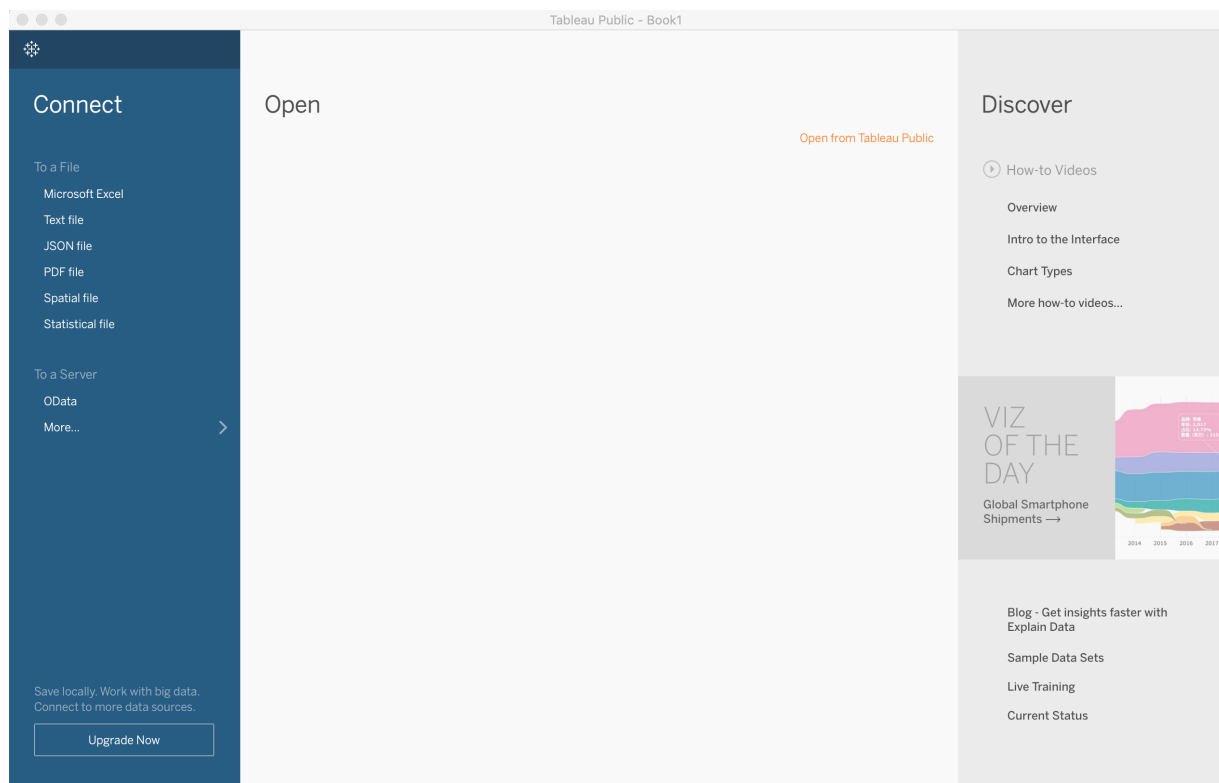 Tableau Public - Book1
Connect
To a File
Microsoft Excel
Text file
JSON file
PDF file
Spatial file
Statistical file
To a Server
OData
More...
Save locally. Work with big data.
Connect to more data sources.
Upgrade Now
Open
Open from Tableau Public
Discover
How-to Videos
Overview
Intro to the Interface
Chart Types
More how-to videos...
VIZ
OF THE
DAY
Global Smartphone
Shipments →
2014 2015 2016 2017
Blog - Get insights faster with
Explain Data
Sample Data Sets
Live Training
Current Status